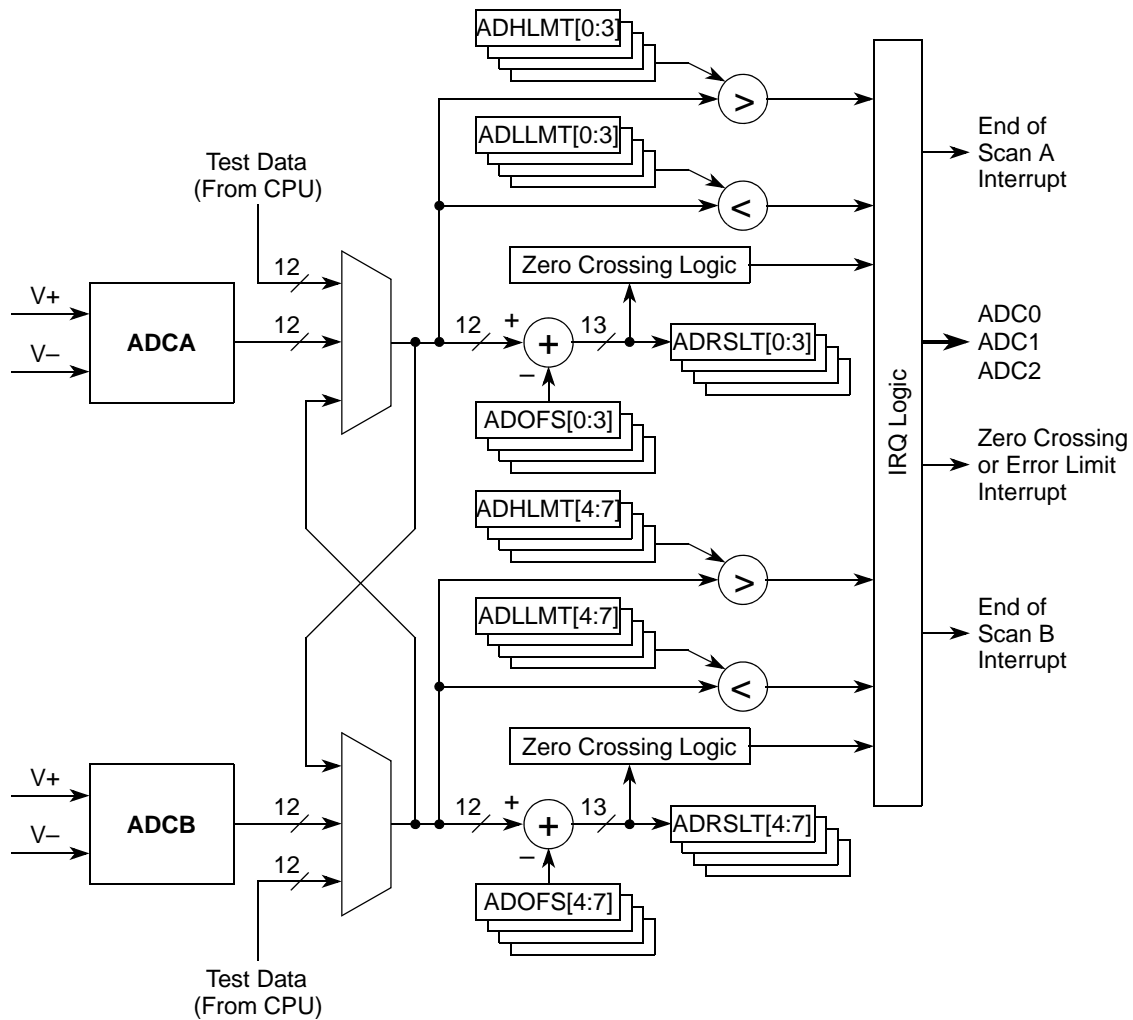 ADHLMT[0:3]
>
ADLLMT[0:3]
<
Test Data
(From CPU)
End of
Scan A
Interrupt
12
Zero Crossing Logic
V+
V–
ADCA
12
12
+
+
–
13
ADRSLT[0:3]
ADC0
ADC1
ADC2
ADOFS[0:3]
IRQ Logic
Zero Crossing
or Error Limit
Interrupt
ADHLMT[4:7]
>
ADLLMT[4:7]
<
End of
Scan B
Interrupt
Zero Crossing Logic
V+
V–
ADCB
12
12
+
+
–
13
ADRSLT[4:7]
12
ADOFS[4:7]
Test Data
(From CPU)